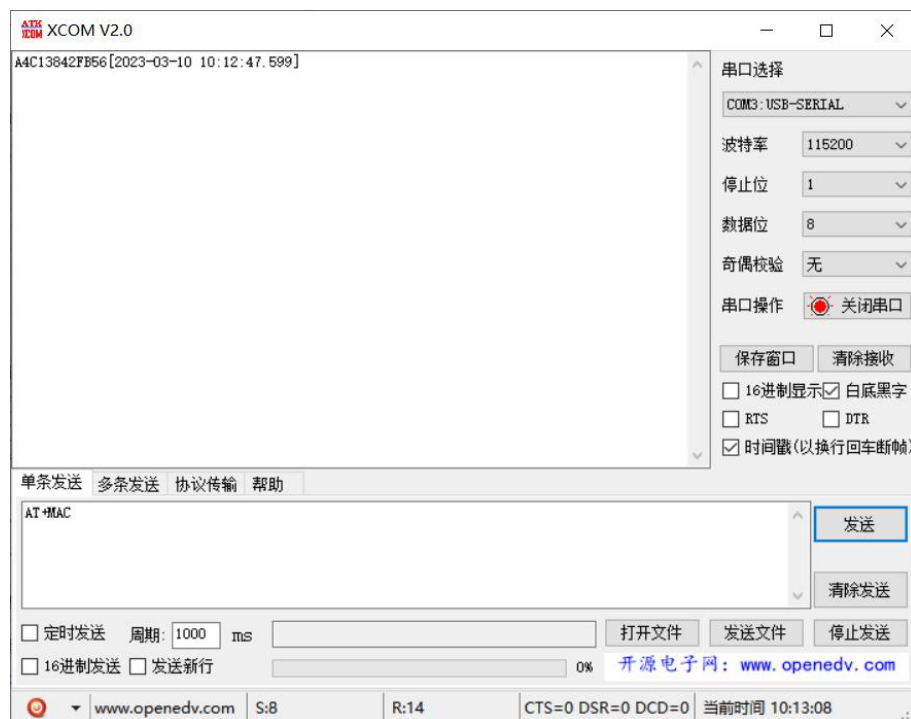 ATK XCOM XCOM V2.0
A4C13842FB56[2023-03-10 10:12:47.599]
串口选择
COM3:USB-SERIAL
波特率 115200
停止位 1
数据位 8
奇偶校验 无
串口操作 关闭串口
保存窗口 清除接收
16进制显示 白底黑字
RTS DTR
时间戳(以换行回车断帧)
单条发送 多条发送 协议传输 帮助
AT+MAC
发送
清除发送
定时发送 周期: 1000 ms 打开文件 发送文件 停止发送
16进制发送 发送新行 0% 开源电子网: www.openedv.com
www.openedv.com S:8 R:14 CTS=0 DSR=0 DCD=0 当前时间 10:13:08